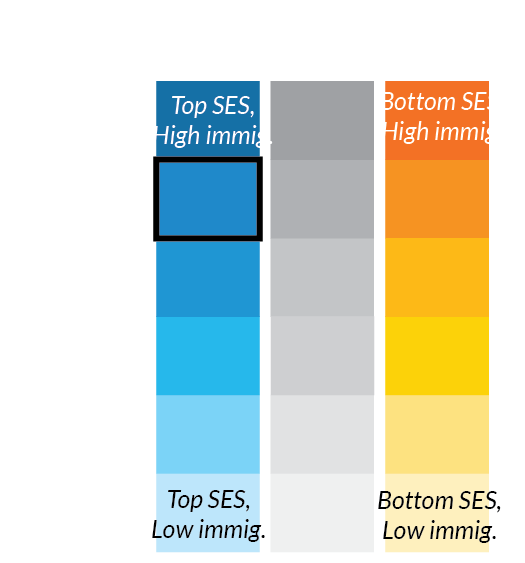 Top SES,
High immig.
Bottom SES
High immig
Top SES,
Low immig.
Bottom SES,
Low immig.